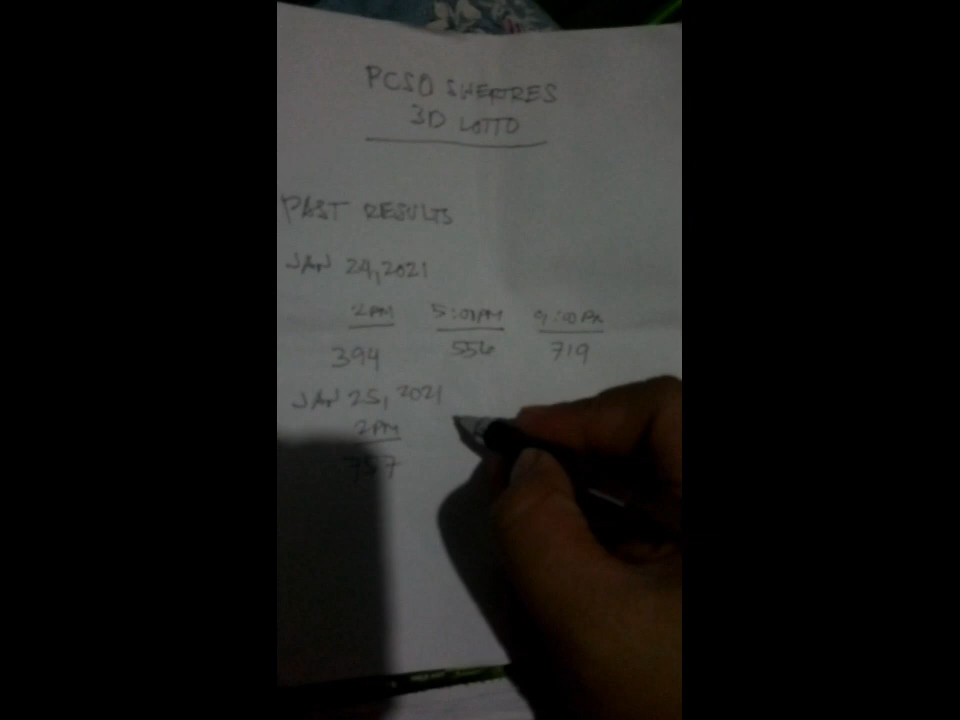 PCSO SWERTRES
3D LOTTO
PAST RESULTS
JAN 24, 2021
2PM 5:00PM 9:00PM
394 556 719
JAN 25, 2021
2PM
757